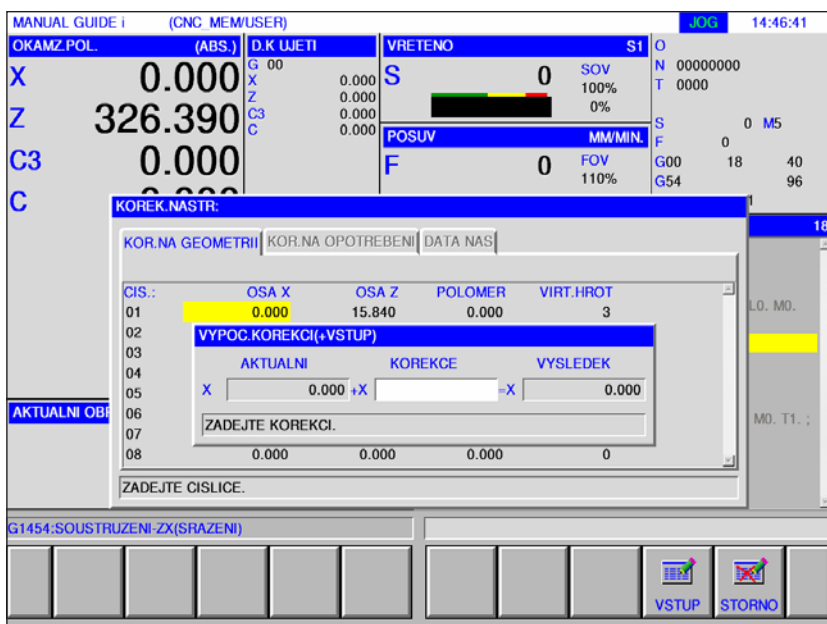 MANUAL GUIDE i (CNC_MEM/USER) JOG 14:46:41
OKAMZ.POL. (ABS.) D.K UJETI VRETENO S1 O
X 0.000
Z 326.390
C3 0.000
C
G 00
X 0.000
Z 0.000
C3 0.000
C 0.000
S 0 SOV
100%
0%
POSUV MM/MIN.
F 0 FOV
110%
N 00000000
T 0000
S 0 M5
F 0
G00 18 40
G54 96
1
KOREK.NASTR:
18
KOR.NA GEOMETRII KOR.NA OPOTREBENI DATA NAS
CIS.: OSA X OSA Z POLOMER VIRT.HROT
01 0.000 15.840 0.000 3
02
03
04
05
06
07
08 0.000 0.000 0.000 0
VYPOC.KOREKCI(+VSTUP)
AKTUALNI KOREKCE VYSLEDEK
X 0.000 +X =X 0.000
ZADEJTE KOREKCI.
ZADEJTE CISLICE.
L0. M0.
M0. T1. ;
AKTUALNI OBR
G1454:SOUSTRUZENI-ZX(SRAZENI)
VSTUP STORNO